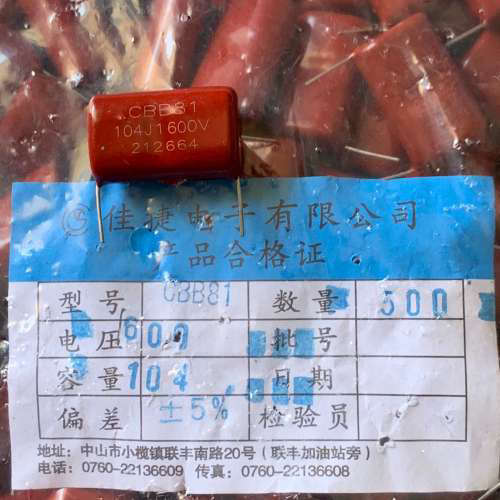 CBB81
104J1600V
212664
佳捷电子有限公司
产品合格证
型号 CBB81 数量 500
电压 1600 批号
容量 104 日期
偏差 ±5% 检验员
地址：中山市小榄镇联丰南路20号（联丰加油站旁）
电话：0760-22136609 传真：0760-22136608